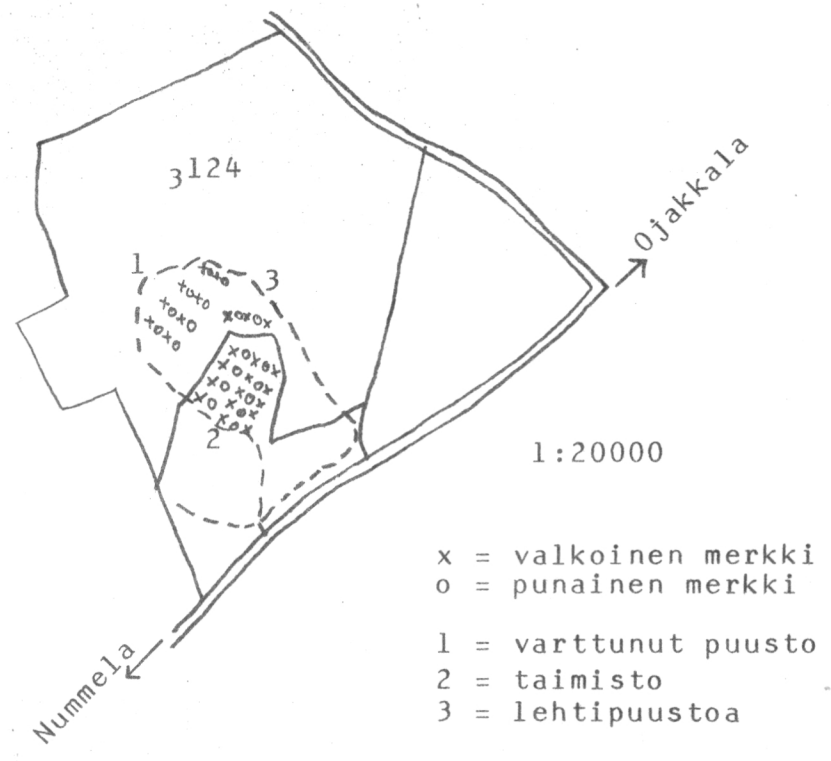 3124
Ojakkala
1
3
2
1:20000
x = valkoinen merkki
o = punainen merkki
1 = varttunut puusto
2 = taimisto
3 = lehtipuustoa
Nummela